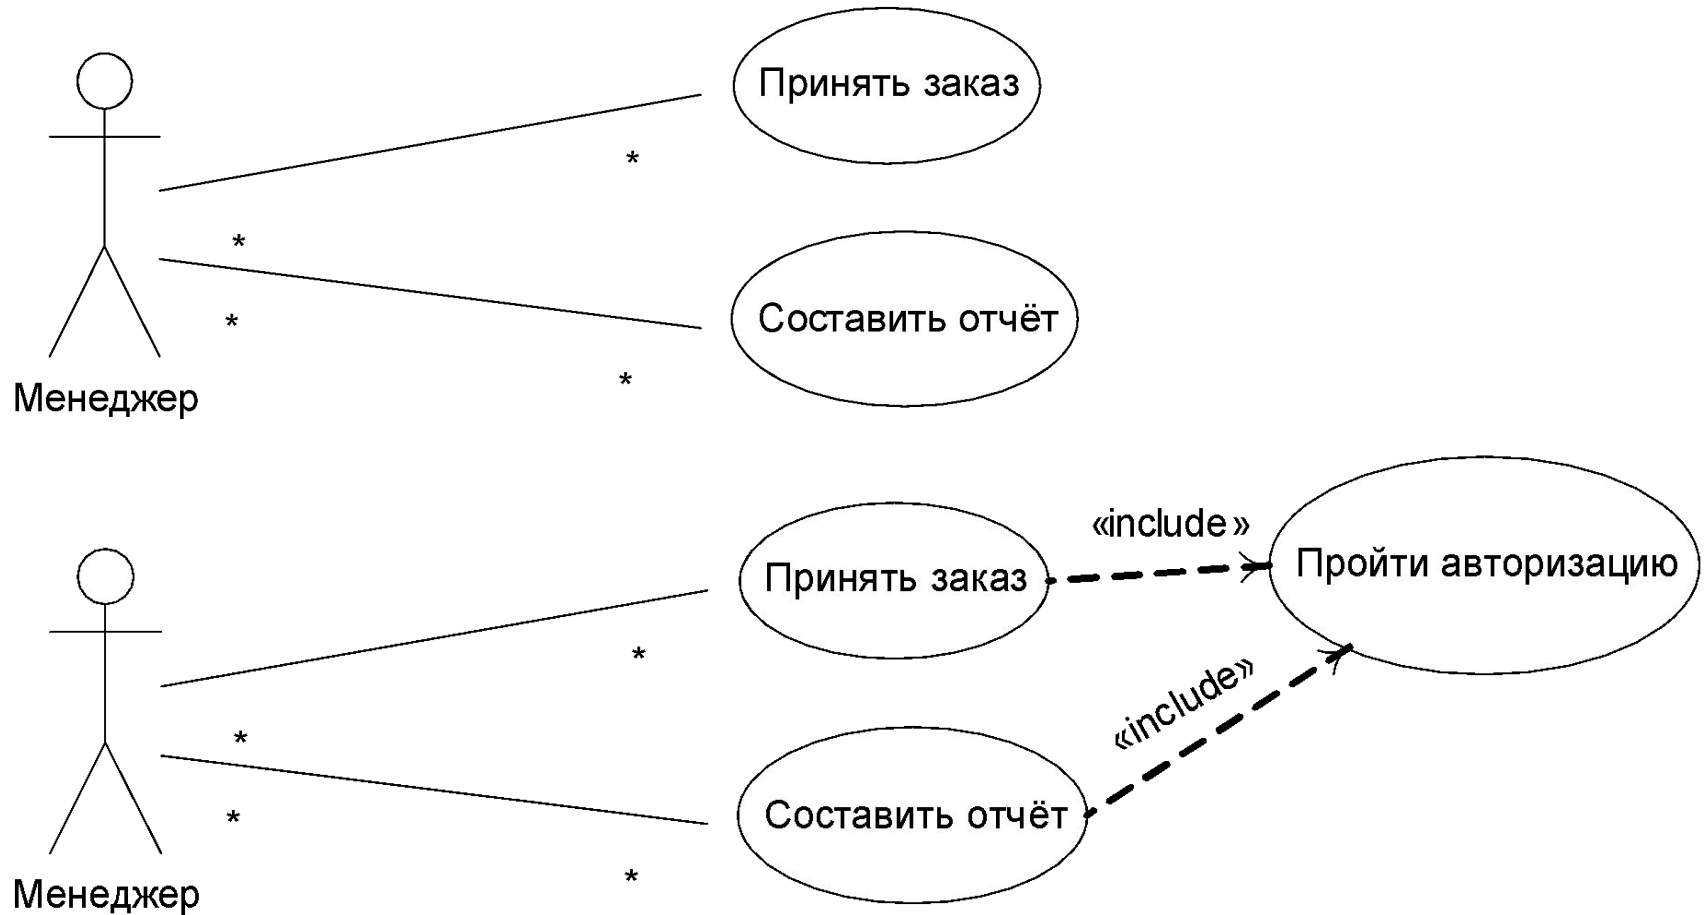 Принять заказ
*
*
Составить отчёт
*
*
Менеджер
«include»
Пройти авторизацию
Принять заказ
*
«include»
*
Составить отчёт
*
*
Менеджер